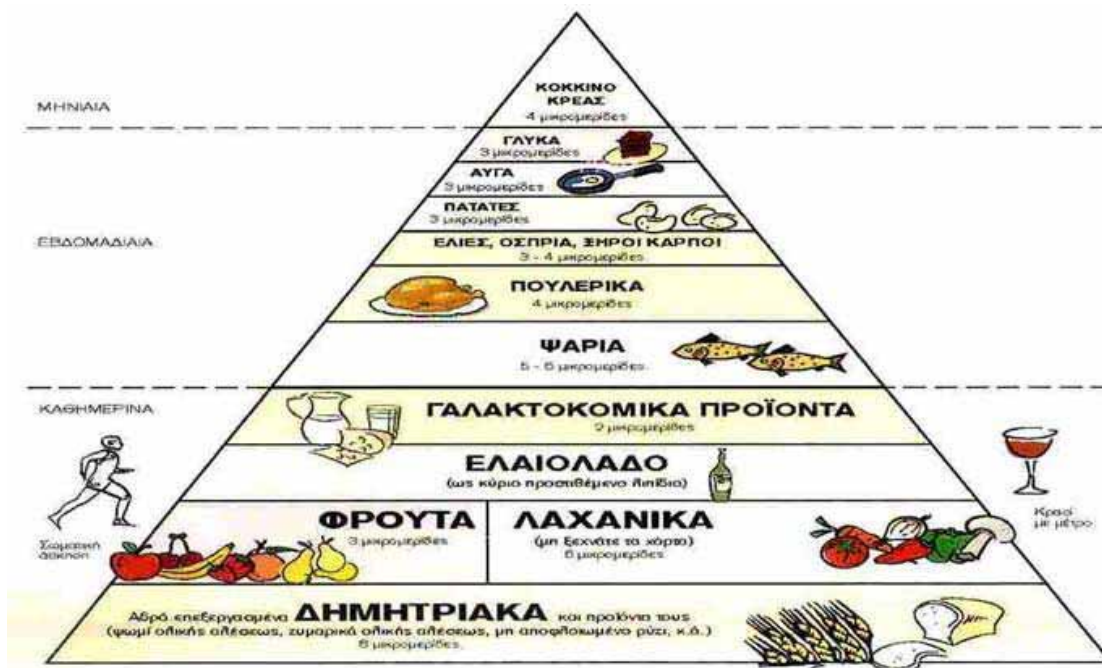 ΜΗΝΙΑΙΑ
ΚΟΚΚΙΝΟ
ΚΡΕΑΣ
4 μικρομερίδες
ΓΛΥΚΑ
3 μικρομερίδες
ΑΥΓΑ
3 μικρομερίδες
ΠΑΤΑΤΕΣ
3 μικρομερίδες
ΕΒΔΟΜΑΔΙΑΙΑ
ΕΛΙΕΣ, ΟΣΠΡΙΑ, ΞΗΡΟΙ ΚΑΡΠΟΙ
3 - 4 μικρομερίδες
ΠΟΥΛΕΡΙΚΑ
4 μικρομερίδες
ΨΑΡΙΑ
5 - 6 μικρομερίδες
ΚΑΘΗΜΕΡΙΝΑ
ΓΑΛΑΚΤΟΚΟΜΙΚΑ ΠΡΟΪΟΝΤΑ
2 μικρομερίδες
ΕΛΑΙΟΛΑΔΟ
(ως κύριο προστιθέμενο λιπίδιο)
ΦΡΟΥΤΑ
3 μικρομερίδες
ΛΑΧΑΝΙΚΑ
(μη ξεχνάτε τα χόρτα)
6 μικρομερίδες
Σωματική
άσκηση
Κρασί
με μέτρο
Αδρά επεξεργασμένα ΔΗΜΗΤΡΙΑΚΑ και προϊόντα τους
(ψωμί ολικής αλέσεως, ζυμαρικά ολικής αλέσεως, μη αποφλοιωμένο ρύζι, κ.ά.)
8 μικρομερίδες